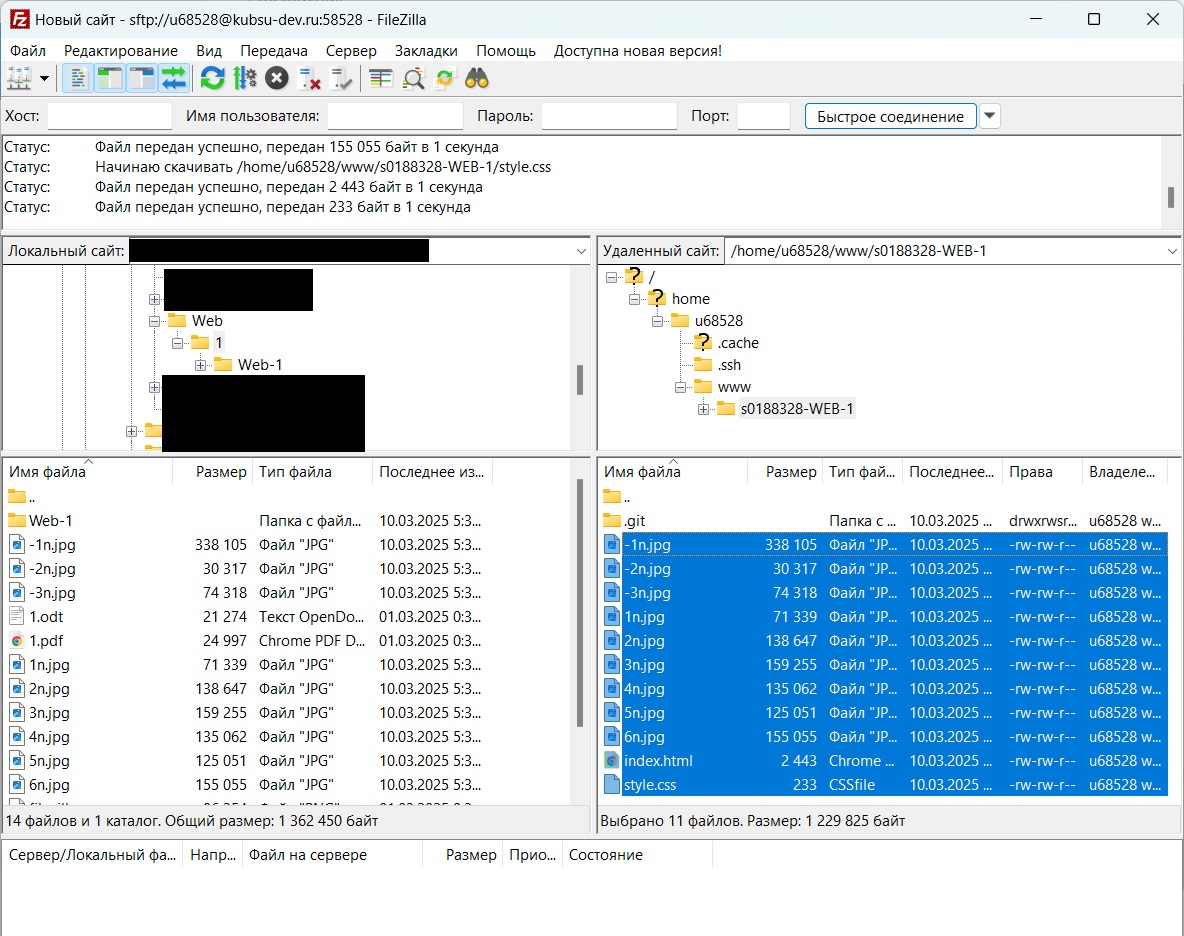 Новый сайт - sftp://u68528@kubsu-dev.ru:58528 - FileZilla
Файл Редактирование Вид Передача Сервер Закладки Помощь Доступна новая версия!
Хост: Имя пользователя: Пароль: Порт: Быстрое соединение
Статус: Файл передан успешно, передан 155 055 байт в 1 секунда
Статус: Начинаю скачивать /home/u68528/www/s0188328-WEB-1/style.css
Статус: Файл передан успешно, передан 2 443 байт в 1 секунда
Статус: Файл передан успешно, передан 233 байт в 1 секунда
Локальный сайт:
Web
1
Web-1
Удаленный сайт: /home/u68528/www/s0188328-WEB-1
/
home
u68528
.cache
.ssh
www
s0188328-WEB-1
Имя файла Размер Тип файла Последнее из...
..
Web-1 Папка с файл... 10.03.2025 5:3...
-1n.jpg 338 105 Файл "JPG" 10.03.2025 5:3...
-2n.jpg 30 317 Файл "JPG" 10.03.2025 5:3...
-3n.jpg 74 318 Файл "JPG" 10.03.2025 5:3...
1.odt 21 274 Текст OpenDo... 01.03.2025 0:3...
1.pdf 24 997 Chrome PDF D... 01.03.2025 0:3...
1n.jpg 71 339 Файл "JPG" 10.03.2025 5:3...
2n.jpg 138 647 Файл "JPG" 10.03.2025 5:3...
3n.jpg 159 255 Файл "JPG" 10.03.2025 5:3...
4n.jpg 135 062 Файл "JPG" 10.03.2025 5:3...
5n.jpg 125 051 Файл "JPG" 10.03.2025 5:3...
6n.jpg 155 055 Файл "JPG" 10.03.2025 5:3...
14 файлов и 1 каталог. Общий размер: 1 362 450 байт
Имя файла Размер Тип фай... Последнее... Права Владеле...
..
.git Папка с ... 10.03.2025 ... drwxrwsr... u68528 w...
-1n.jpg 338 105 Файл "JP... 10.03.2025 ... -rw-rw-r-- u68528 w...
-2n.jpg 30 317 Файл "JP... 10.03.2025 ... -rw-rw-r-- u68528 w...
-3n.jpg 74 318 Файл "JP... 10.03.2025 ... -rw-rw-r-- u68528 w...
1n.jpg 71 339 Файл "JP... 10.03.2025 ... -rw-rw-r-- u68528 w...
2n.jpg 138 647 Файл "JP... 10.03.2025 ... -rw-rw-r-- u68528 w...
3n.jpg 159 255 Файл "JP... 10.03.2025 ... -rw-rw-r-- u68528 w...
4n.jpg 135 062 Файл "JP... 10.03.2025 ... -rw-rw-r-- u68528 w...
5n.jpg 125 051 Файл "JP... 10.03.2025 ... -rw-rw-r-- u68528 w...
6n.jpg 155 055 Файл "JP... 10.03.2025 ... -rw-rw-r-- u68528 w...
index.html 2 443 Chrome ... 10.03.2025 ... -rw-rw-r-- u68528 w...
style.css 233 CSSfile 10.03.2025 ... -rw-rw-r-- u68528 w...
Выбрано 11 файлов. Размер: 1 229 825 байт
Сервер/Локальный фа... Напр... Файл на сервере Размер Прио... Состояние